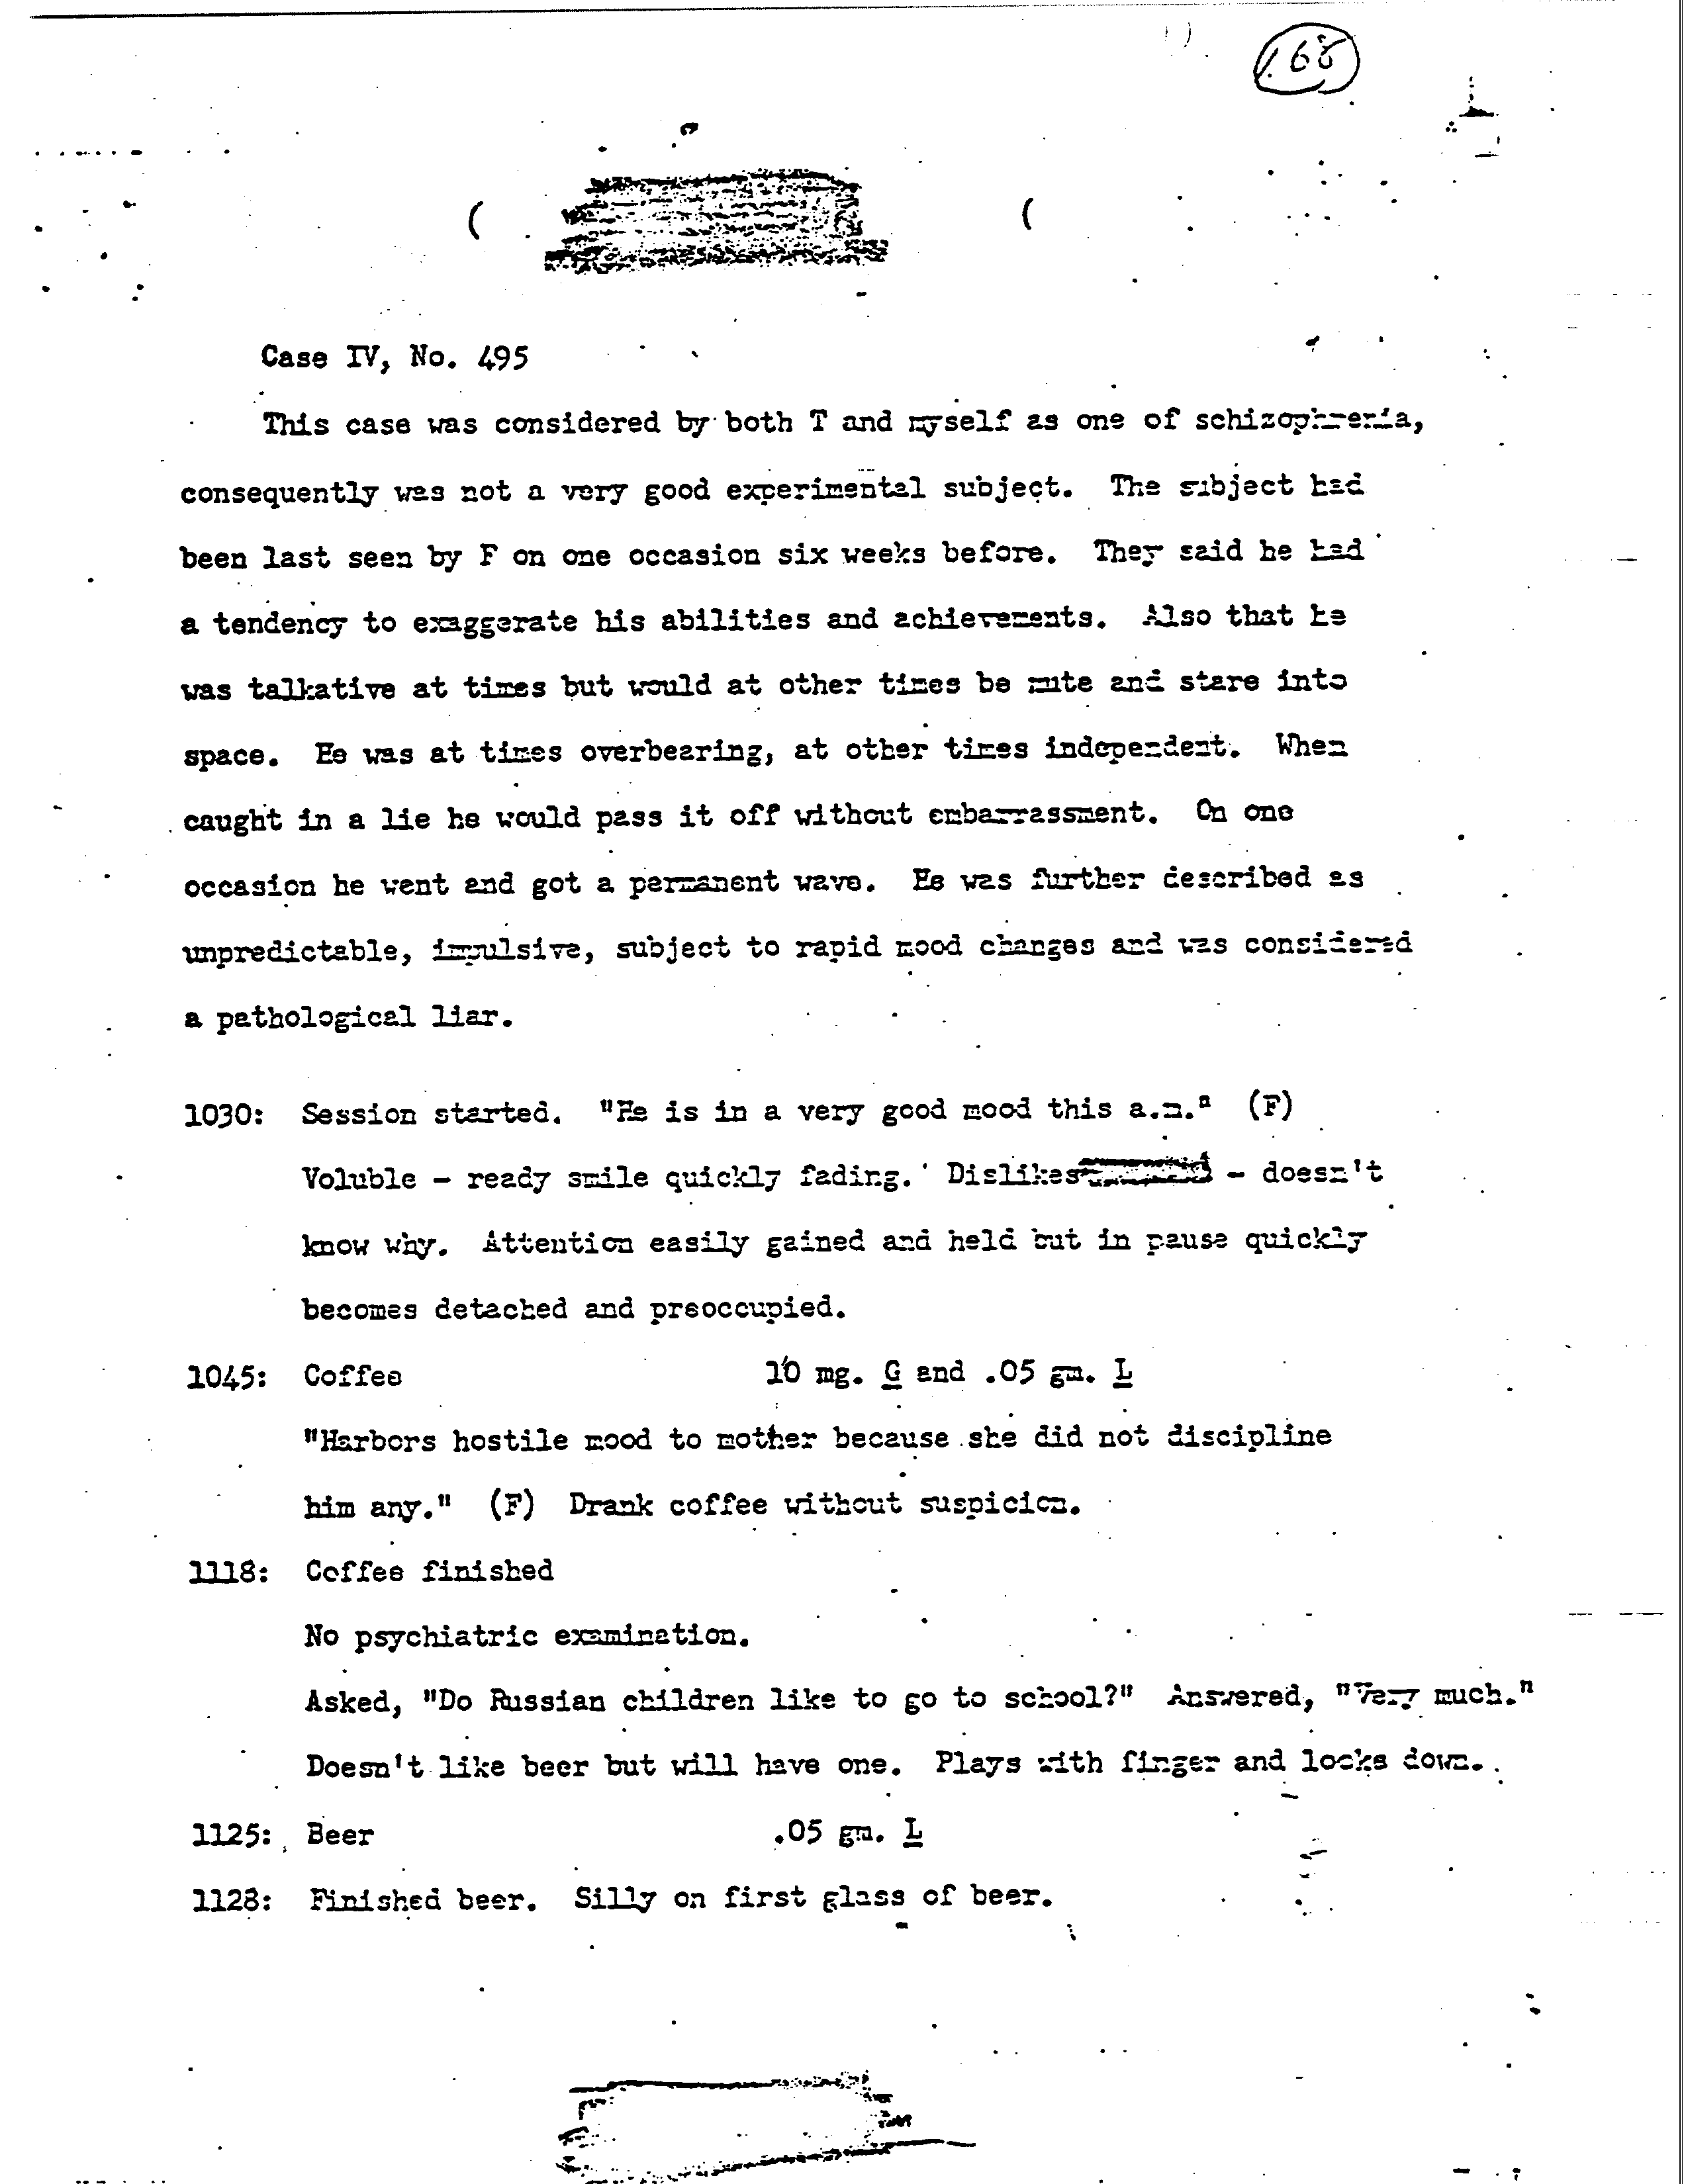 168
Case IV, No. 495
This case was considered by both T and myself as one of schizophrenia,
consequently was not a very good experimental subject. The subject had
been last seen by F on one occasion six weeks before. They said he had
a tendency to exaggerate his abilities and achievements. Also that he
was talkative at times but would at other times be mute and stare into
space. He was at times overbearing, at other times independent. When
caught in a lie he would pass it off without embarrassment. On one
occasion he went and got a permanent wave. He was further described as
unpredictable, impulsive, subject to rapid mood changes and was considered
a pathological liar.
1030: Session started. "He is in a very good mood this a.m." (F)
Voluble - ready smile quickly fading. Dislikes - doesn't
know why. Attention easily gained and held but in pause quickly
becomes detached and preoccupied.
1045: Coffee 10 mg. G and .05 gm. L
"Harbors hostile mood to mother because she did not discipline
him any." (F) Drank coffee without suspicion.
1118: Coffee finished
No psychiatric examination.
Asked, "Do Russian children like to go to school?" Answered, "Very much."
Doesn't like beer but will have one. Plays with finger and looks down.
1125: Beer .05 gm. L
1128: Finished beer. Silly on first glass of beer.